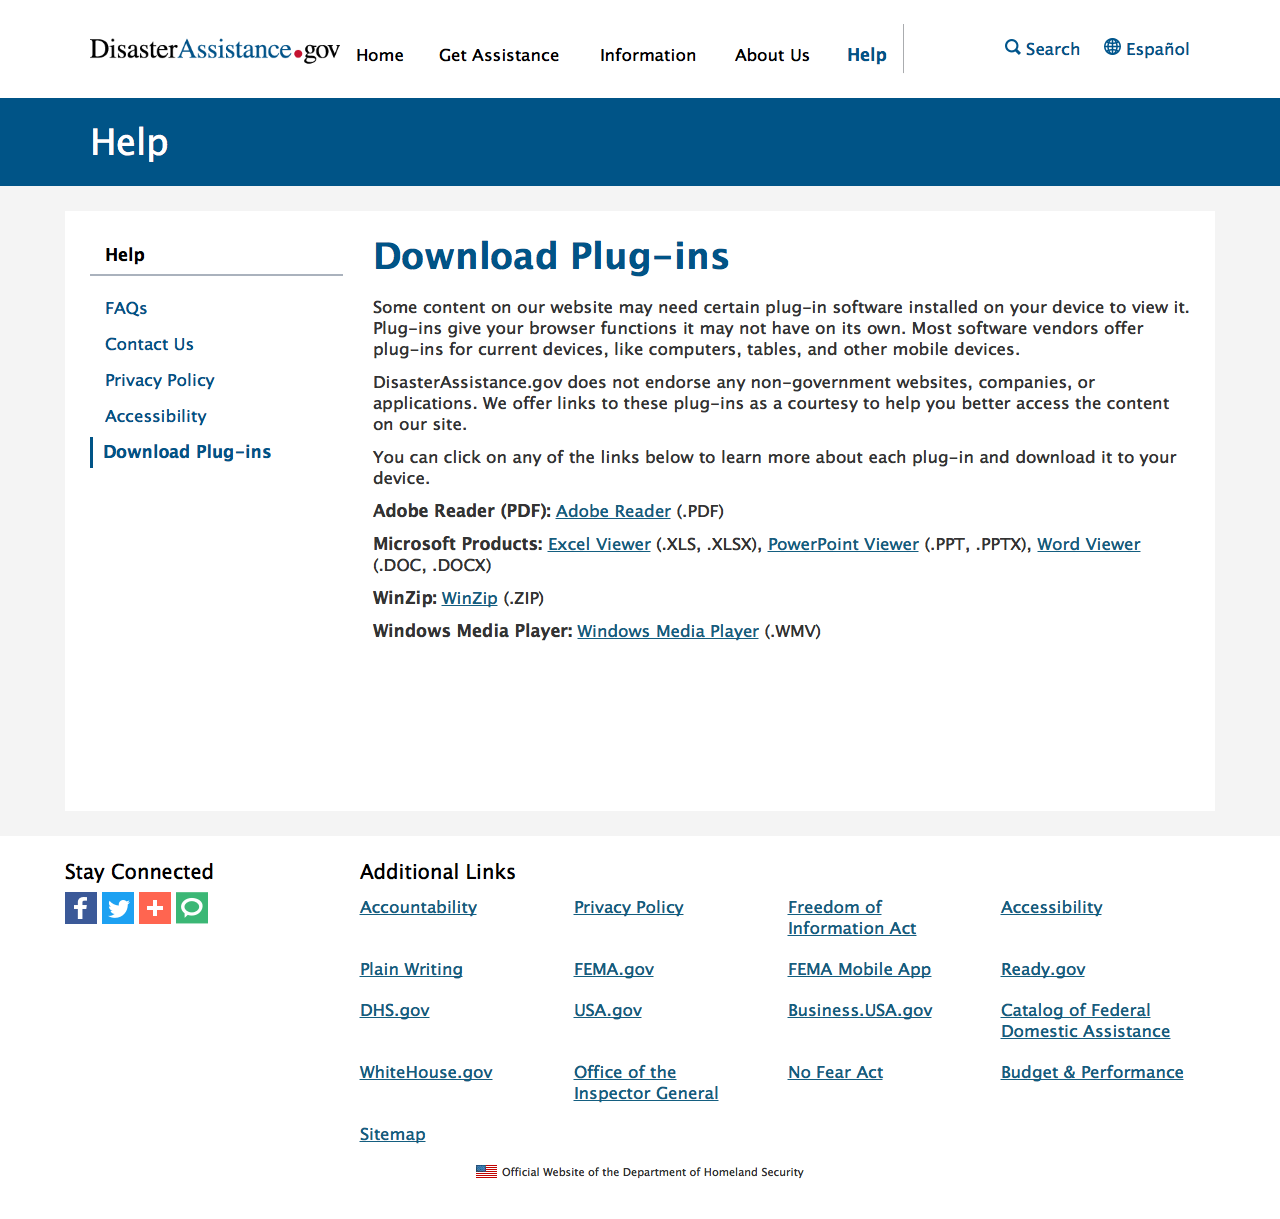 DisasterAssistance.gov Home Get Assistance Information About Us Help Search Español
Help
Help
FAQs
Contact Us
Privacy Policy
Accessibility
Download Plug-ins
Download Plug-ins
Some content on our website may need certain plug-in software installed on your device to view it.
Plug-ins give your browser functions it may not have on its own. Most software vendors offer
plug-ins for current devices, like computers, tables, and other mobile devices.
DisasterAssistance.gov does not endorse any non-government websites, companies, or
applications. We offer links to these plug-ins as a courtesy to help you better access the content
on our site.
You can click on any of the links below to learn more about each plug-in and download it to your
device.
Adobe Reader (PDF): Adobe Reader (.PDF)
Microsoft Products: Excel Viewer (.XLS, .XLSX), PowerPoint Viewer (.PPT, .PPTX), Word Viewer
(.DOC, .DOCX)
WinZip: WinZip (.ZIP)
Windows Media Player: Windows Media Player (.WMV)
Stay Connected
Additional Links
Accountability
Privacy Policy
Freedom of
Information Act
Accessibility
Plain Writing
FEMA.gov
FEMA Mobile App
Ready.gov
DHS.gov
USA.gov
Business.USA.gov
Catalog of Federal
Domestic Assistance
WhiteHouse.gov
Office of the
Inspector General
No Fear Act
Budget & Performance
Sitemap
Official Website of the Department of Homeland Security